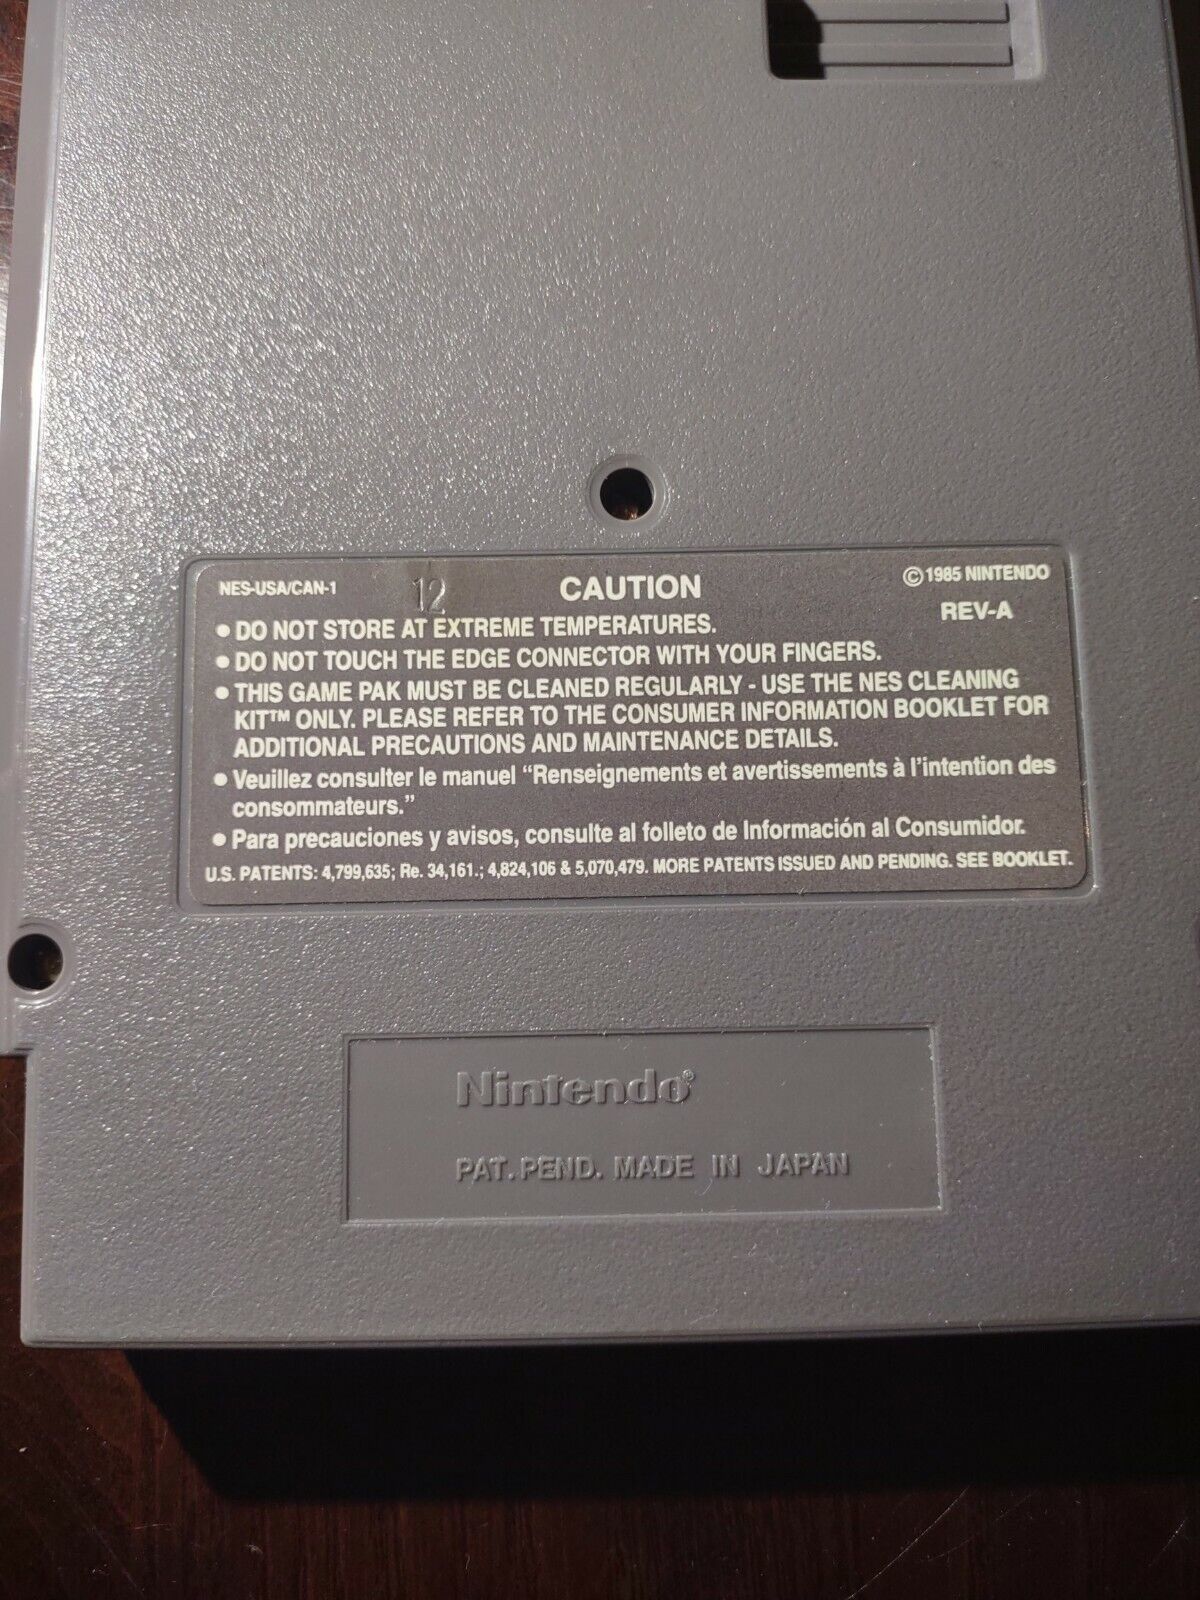 NES-USA/CAN-1 12 CAUTION © 1985 NINTENDO
REV-A
• DO NOT STORE AT EXTREME TEMPERATURES.
• DO NOT TOUCH THE EDGE CONNECTOR WITH YOUR FINGERS.
• THIS GAME PAK MUST BE CLEANED REGULARLY - USE THE NES CLEANING
KIT™ ONLY. PLEASE REFER TO THE CONSUMER INFORMATION BOOKLET FOR
ADDITIONAL PRECAUTIONS AND MAINTENANCE DETAILS.
• Veuillez consulter le manuel “Renseignements et avertissements à l'intention des
consommateurs.”
• Para precauciones y avisos, consulte al folleto de Información al Consumidor.
U.S. PATENTS: 4,799,635; Re. 34,161.; 4,824,106 & 5,070,479. MORE PATENTS ISSUED AND PENDING. SEE BOOKLET.
Nintendo®
PAT. PEND. MADE IN JAPAN